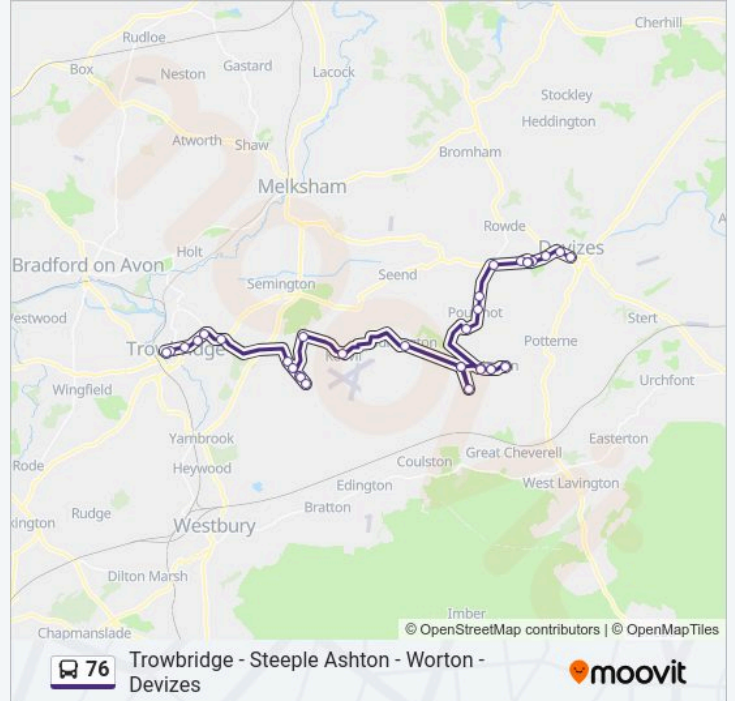 Cherhill
Rudloe
Box
Neston
Gastard
Lacock
Stockley
Heddington
Atworth
Shaw
Bromham
Melksham
Rowde
Devizes
Holt
Bradford on Avon
Semington
Seend
Stert
Potterne
Urchfont
Wingfield
Yarnbrook
Heywood
Rode
Coulston
Great Cheverell
Easterton
Edington
West Lavington
Bratton
Rudge
Westbury
Dilton Marsh
Imber
Chapmanslade
© OpenStreetMap contributors | © OpenMapTiles
76
Trowbridge - Steeple Ashton - Worton -
Devizes
moovit